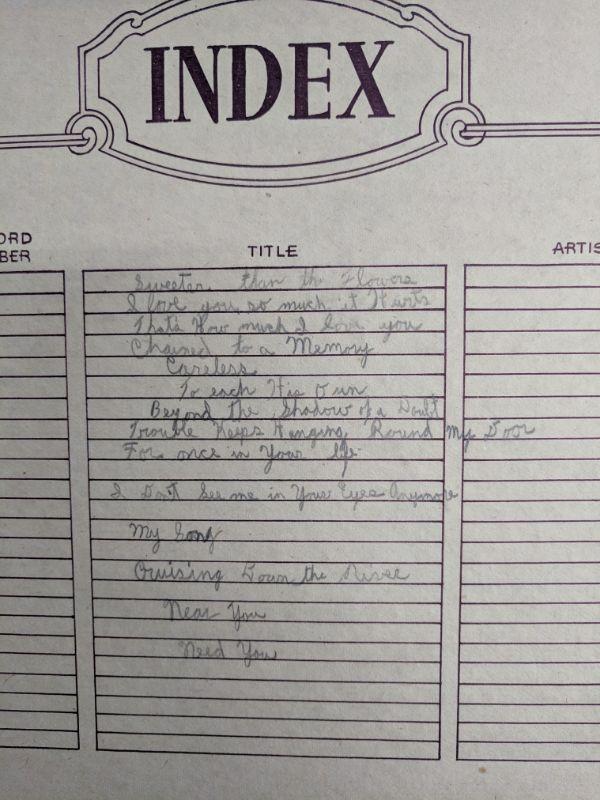 INDEX
ORD
BER
TITLE
ARTIS
Sweeter than the Flowers
I love you so much it Hurts
That's How much I love you
Chained to a Memory
Careless
To each His Own
Beyond the Shadow of a Doubt
Trouble Keeps Hanging Round My Door
For once in Your life
I Don't See me in Your Eyes Anymore
My Song
Cruising Down the River
Near You
Need You